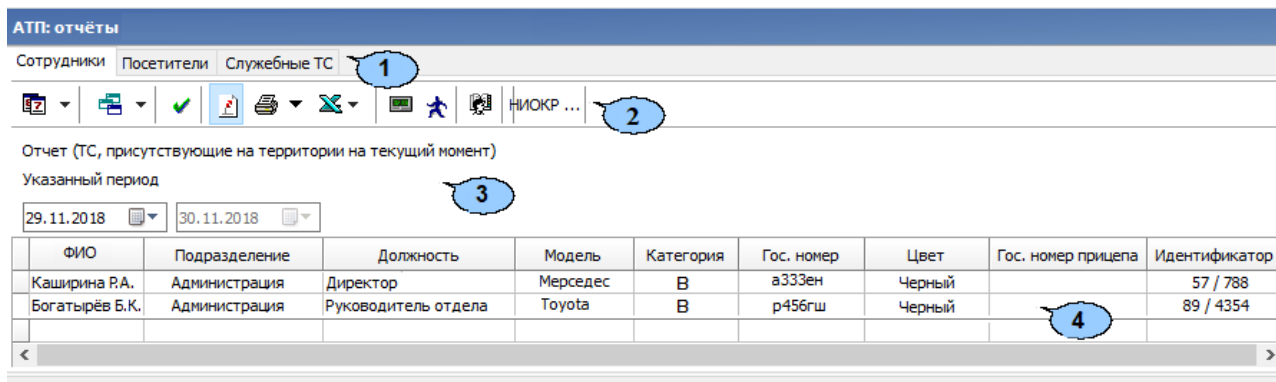 АТП: отчёты
Сотрудники Посетители Служебные ТС 1
7 НИОКР ... 2
Отчет (ТС, присутствующие на территории на текущий момент)
Указанный период 3
29.11.2018 30.11.2018
ФИО Подразделение Должность Модель Категория Гос. номер Цвет Гос. номер прицепа Идентификатор
Каширина Р.А. Администрация Директор Мерседес В а333ен Черный 57 / 788
Богатырёв Б.К. Администрация Руководитель отдела Toyota В р456гш Черный 89 / 4354
4